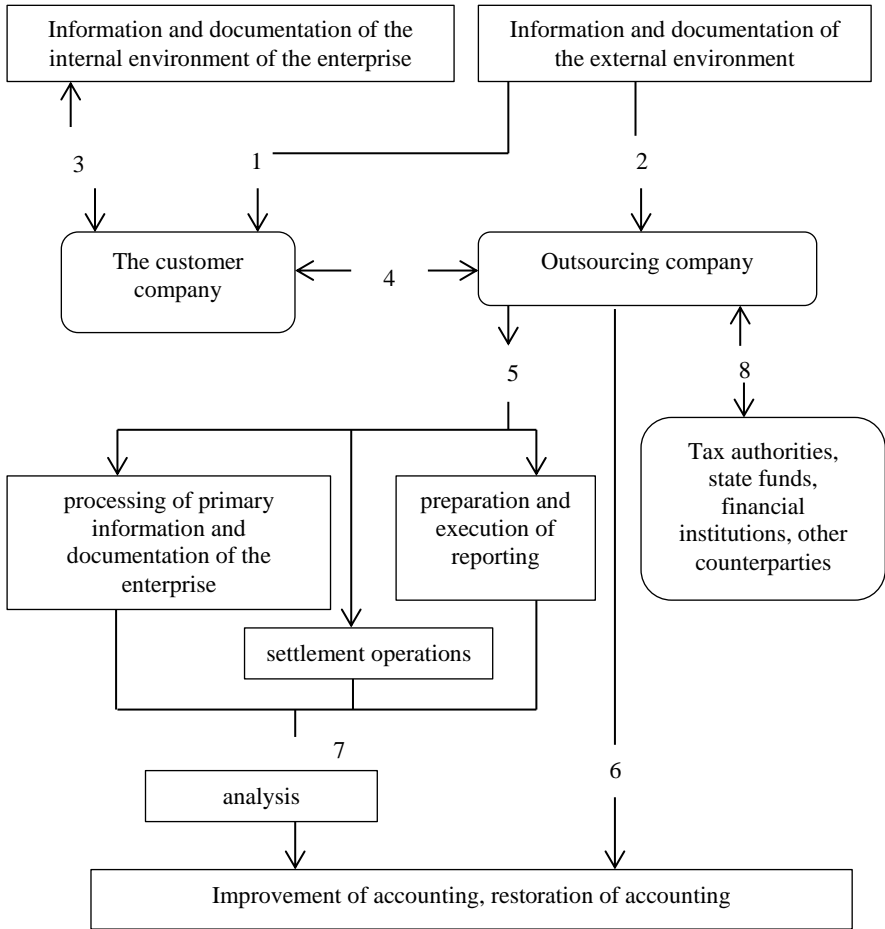 Information and documentation of the
internal environment of the enterprise
Information and documentation of
the external environment
3
1
2
The customer
company
4
Outsourcing company
5
8
processing of primary
information and
documentation of the
enterprise
preparation and
execution of
reporting
Tax authorities,
state funds,
financial
institutions, other
counterparties
settlement operations
7
6
analysis
Improvement of accounting, restoration of accounting